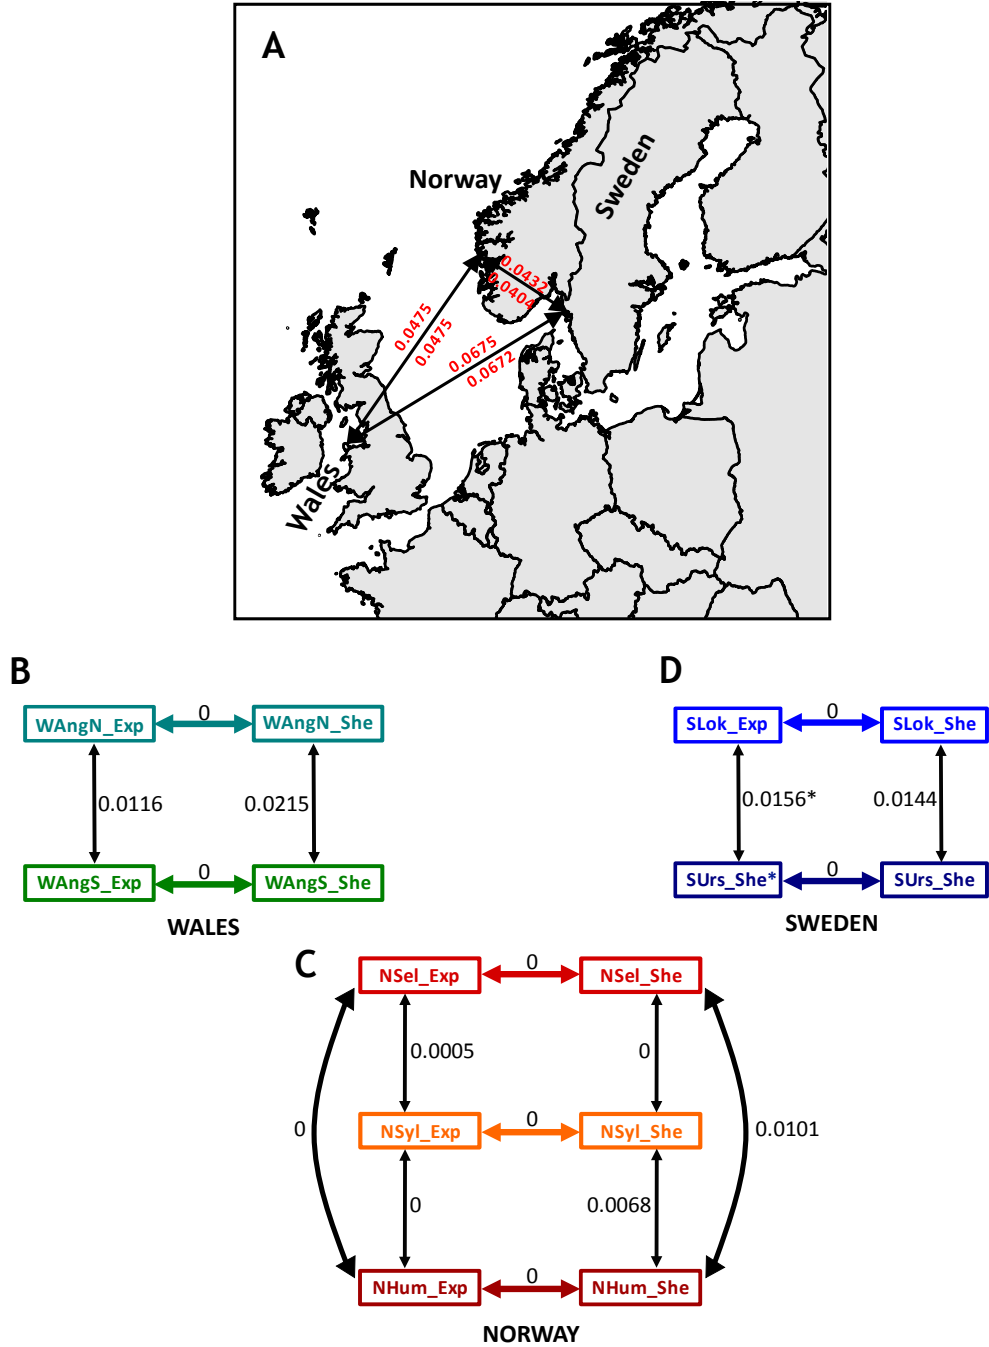 A
Norway
Sweden
0.0432
0.0404
0.0475
0.0475
0.0675
0.0672
Wales
B
WAngN_Exp
0
WAngN_She
0.0116
0.0215
WAngS_Exp
0
WAngS_She
WALES
D
SLok_Exp
0
SLok_She
0.0156*
0.0144
SUrs_She*
0
SUrs_She
SWEDEN
C
NSel_Exp
0
NSel_She
0.0005
0
0
NSyl_Exp
0
NSyl_She
0.0101
0
0.0068
NHum_Exp
0
NHum_She
NORWAY